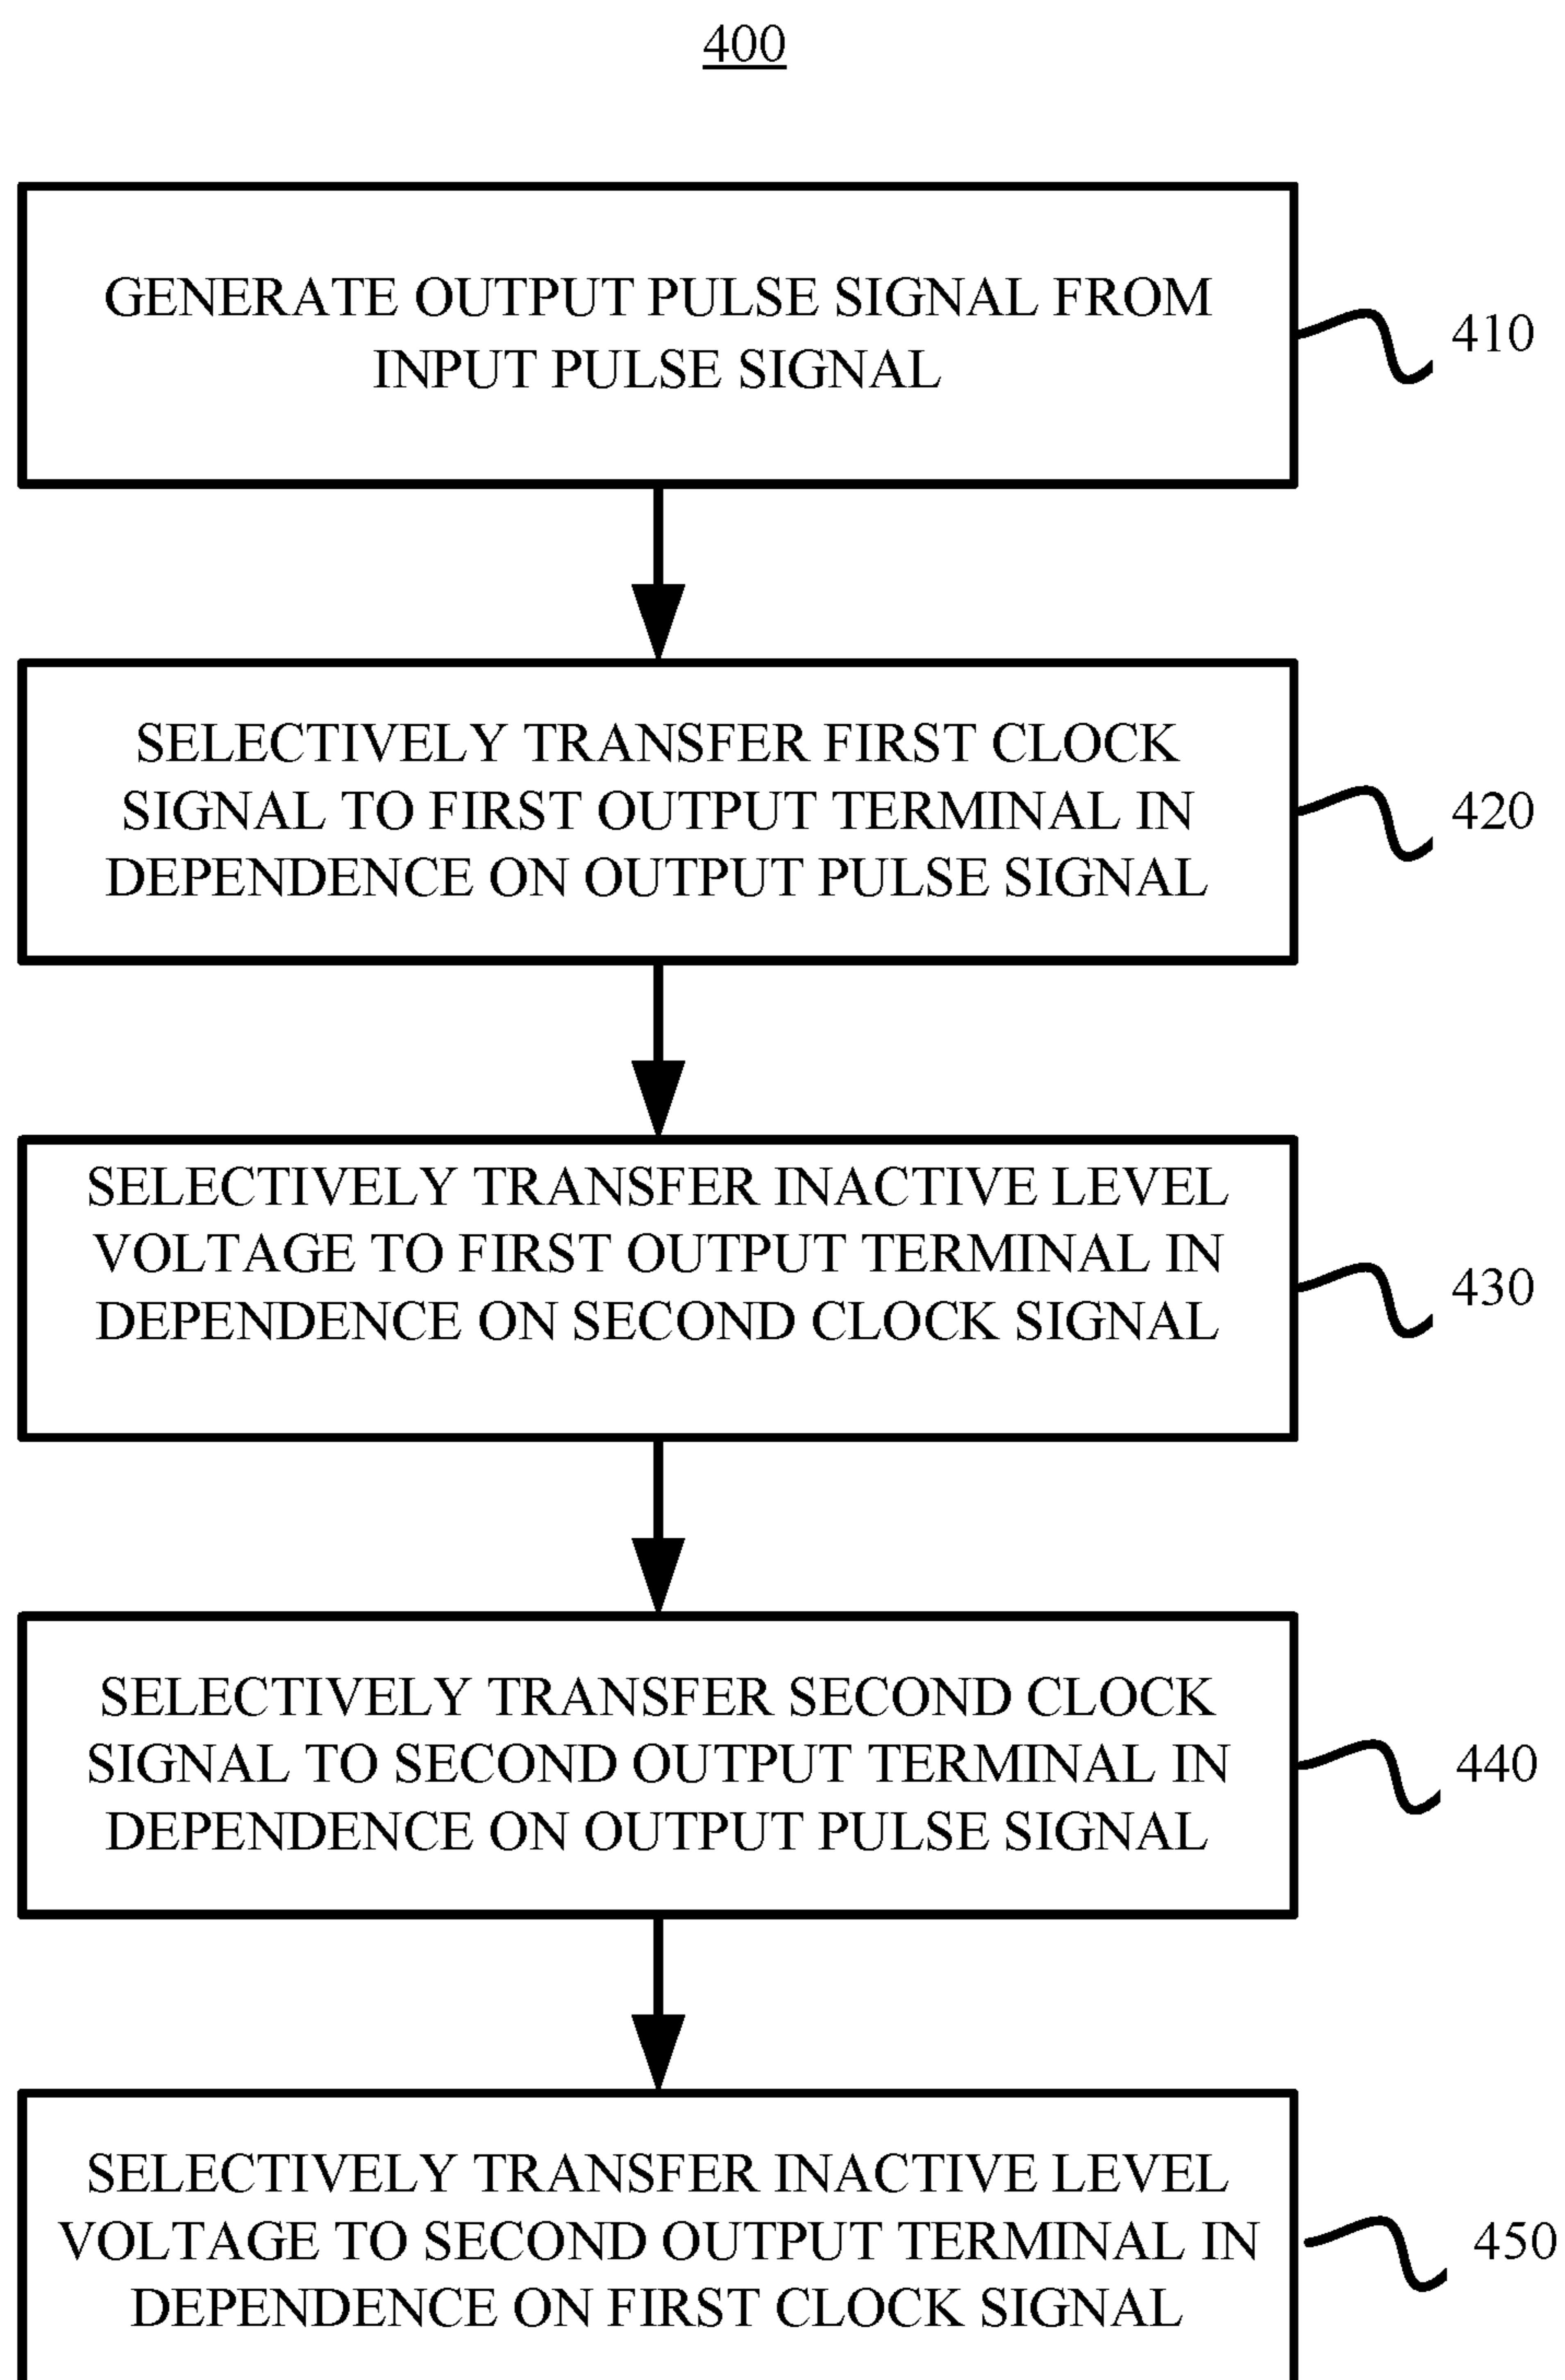 400
GENERATE OUTPUT PULSE SIGNAL FROM
INPUT PULSE SIGNAL
410
SELECTIVELY TRANSFER FIRST CLOCK
SIGNAL TO FIRST OUTPUT TERMINAL IN
DEPENDENCE ON OUTPUT PULSE SIGNAL
420
SELECTIVELY TRANSFER INACTIVE LEVEL
VOLTAGE TO FIRST OUTPUT TERMINAL IN
DEPENDENCE ON SECOND CLOCK SIGNAL
430
SELECTIVELY TRANSFER SECOND CLOCK
SIGNAL TO SECOND OUTPUT TERMINAL IN
DEPENDENCE ON OUTPUT PULSE SIGNAL
440
SELECTIVELY TRANSFER INACTIVE LEVEL
VOLTAGE TO SECOND OUTPUT TERMINAL IN
DEPENDENCE ON FIRST CLOCK SIGNAL
450